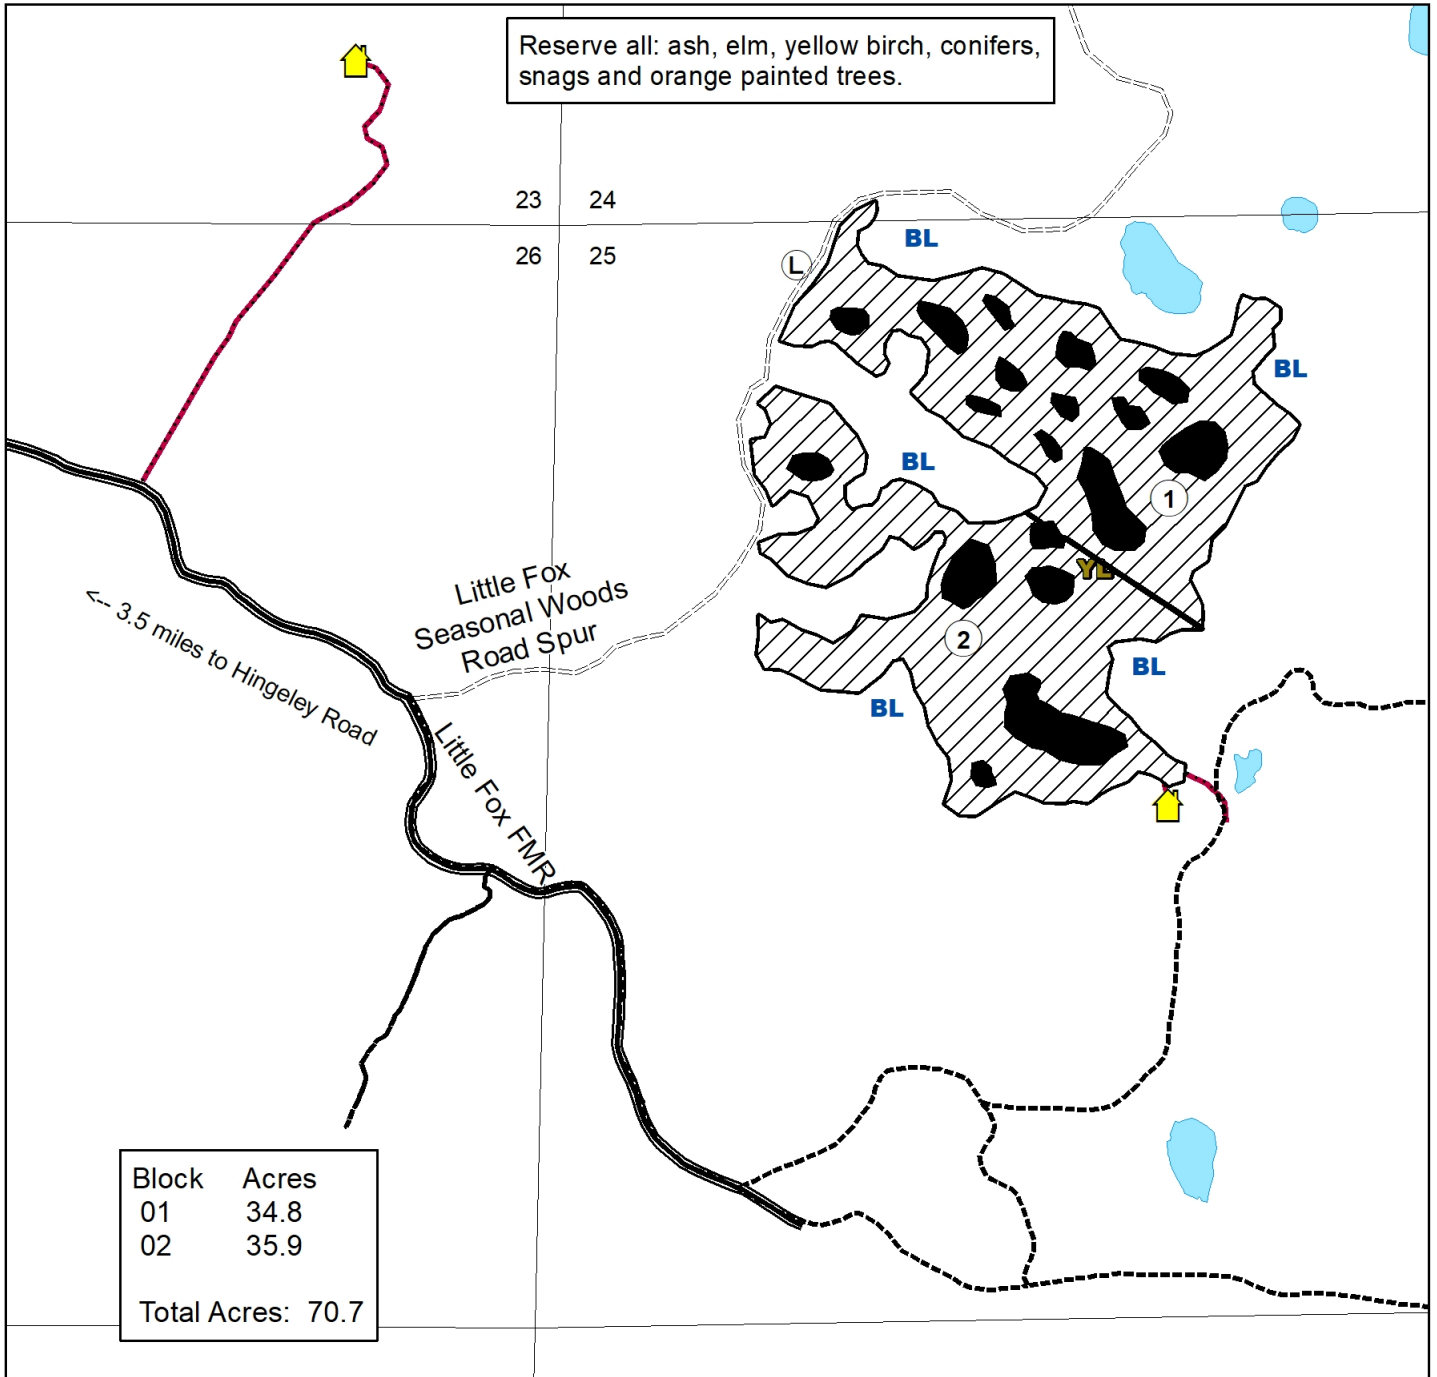 Reserve all: ash, elm, yellow birch, conifers,
snags and orange painted trees.
23 24
26 25
BL
L
BL
BL
1
YL
Little Fox
Seasonal Woods
Road Spur
<-- 3.5 miles to Hingeley Road
2
BL
BL
Little Fox FMR
Block Acres
01 34.8
02 35.9
Total Acres: 70.7